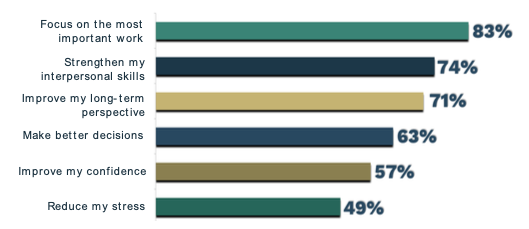 Focus on the most
important work
83%
Strengthen my
interpersonal skills
74%
Improve my long-term
perspective
71%
Make better decisions
63%
Improve my confidence
57%
Reduce my stress
49%